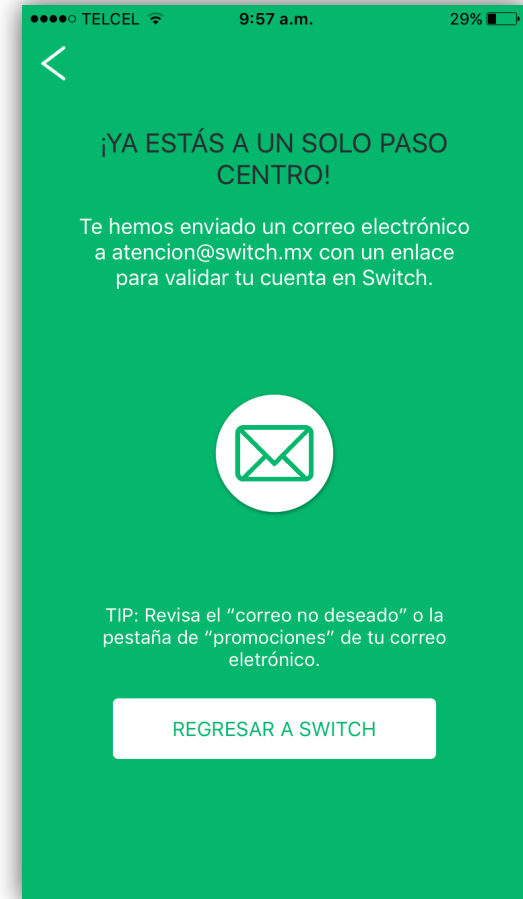 TELCEL 9:57 a.m. 29%
¡YA ESTÁS A UN SOLO PASO
CENTRO!
Te hemos enviado un correo electrónico
a atencion@switch.mx con un enlace
para validar tu cuenta en Switch.
TIP: Revisa el “correo no deseado” o la
pestaña de “promociones” de tu correo
eletrónico.
REGRESAR A SWITCH